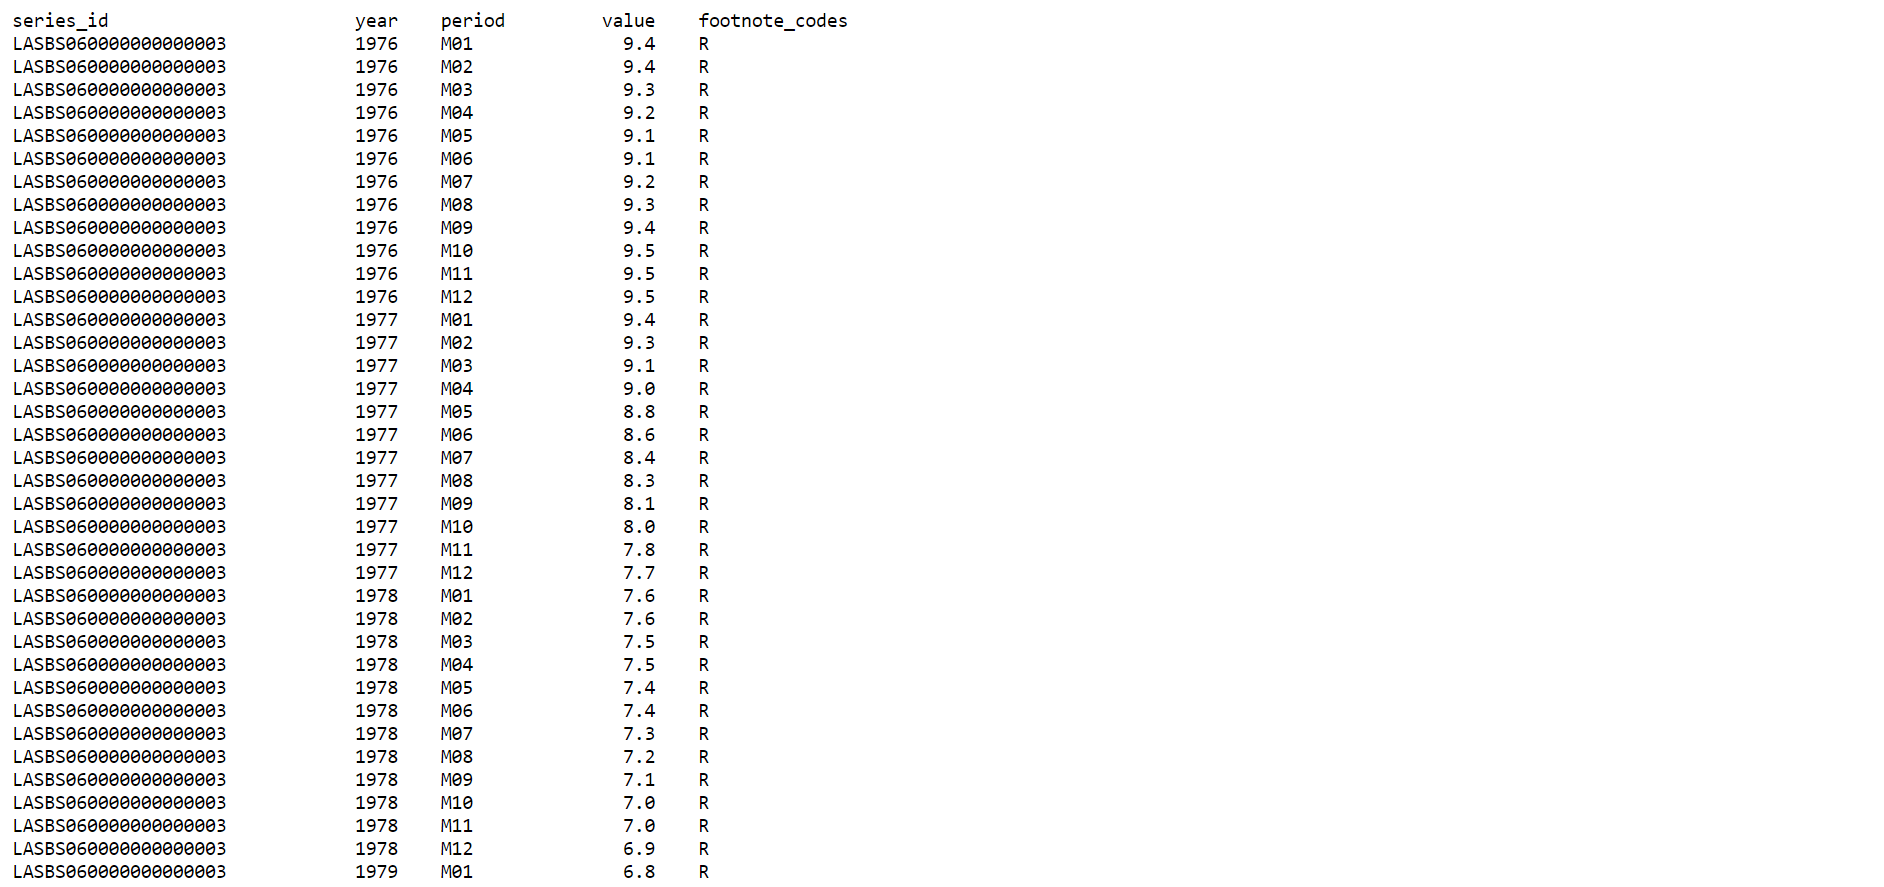 series_id year period value footnote_codes
LASBS060000000000003 1976 M01 9.4 R
LASBS060000000000003 1976 M02 9.4 R
LASBS060000000000003 1976 M03 9.3 R
LASBS060000000000003 1976 M04 9.2 R
LASBS060000000000003 1976 M05 9.1 R
LASBS060000000000003 1976 M06 9.1 R
LASBS060000000000003 1976 M07 9.2 R
LASBS060000000000003 1976 M08 9.3 R
LASBS060000000000003 1976 M09 9.4 R
LASBS060000000000003 1976 M10 9.5 R
LASBS060000000000003 1976 M11 9.5 R
LASBS060000000000003 1976 M12 9.5 R
LASBS060000000000003 1977 M01 9.4 R
LASBS060000000000003 1977 M02 9.3 R
LASBS060000000000003 1977 M03 9.1 R
LASBS060000000000003 1977 M04 9.0 R
LASBS060000000000003 1977 M05 8.8 R
LASBS060000000000003 1977 M06 8.6 R
LASBS060000000000003 1977 M07 8.4 R
LASBS060000000000003 1977 M08 8.3 R
LASBS060000000000003 1977 M09 8.1 R
LASBS060000000000003 1977 M10 8.0 R
LASBS060000000000003 1977 M11 7.8 R
LASBS060000000000003 1977 M12 7.7 R
LASBS060000000000003 1978 M01 7.6 R
LASBS060000000000003 1978 M02 7.6 R
LASBS060000000000003 1978 M03 7.5 R
LASBS060000000000003 1978 M04 7.5 R
LASBS060000000000003 1978 M05 7.4 R
LASBS060000000000003 1978 M06 7.4 R
LASBS060000000000003 1978 M07 7.3 R
LASBS060000000000003 1978 M08 7.2 R
LASBS060000000000003 1978 M09 7.1 R
LASBS060000000000003 1978 M10 7.0 R
LASBS060000000000003 1978 M11 7.0 R
LASBS060000000000003 1978 M12 6.9 R
LASBS060000000000003 1979 M01 6.8 R